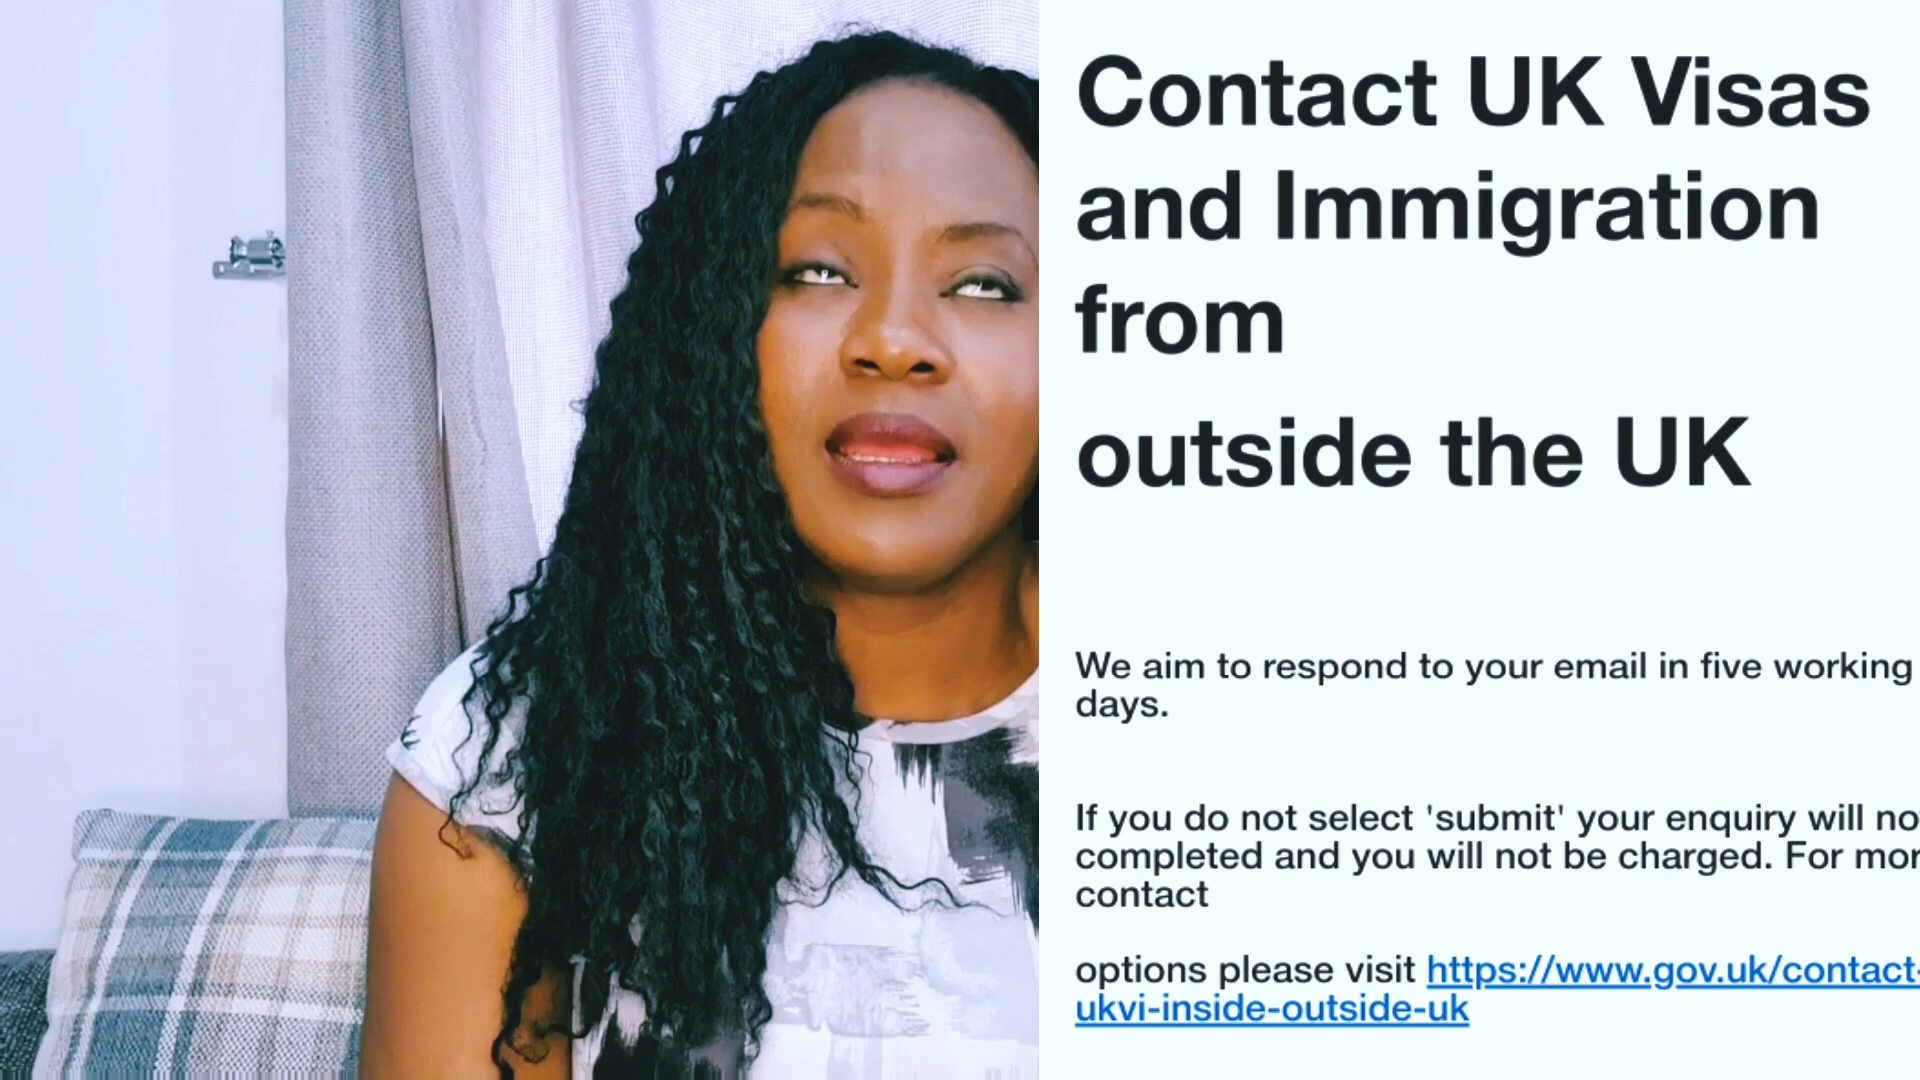 Contact UK Visas
and Immigration
from
outside the UK
We aim to respond to your email in five working
days.
If you do not select 'submit' your enquiry will
completed and you will not be charged. For
contact
options please visit https://www.gov.uk/contact-
ukvi-inside-outside-uk